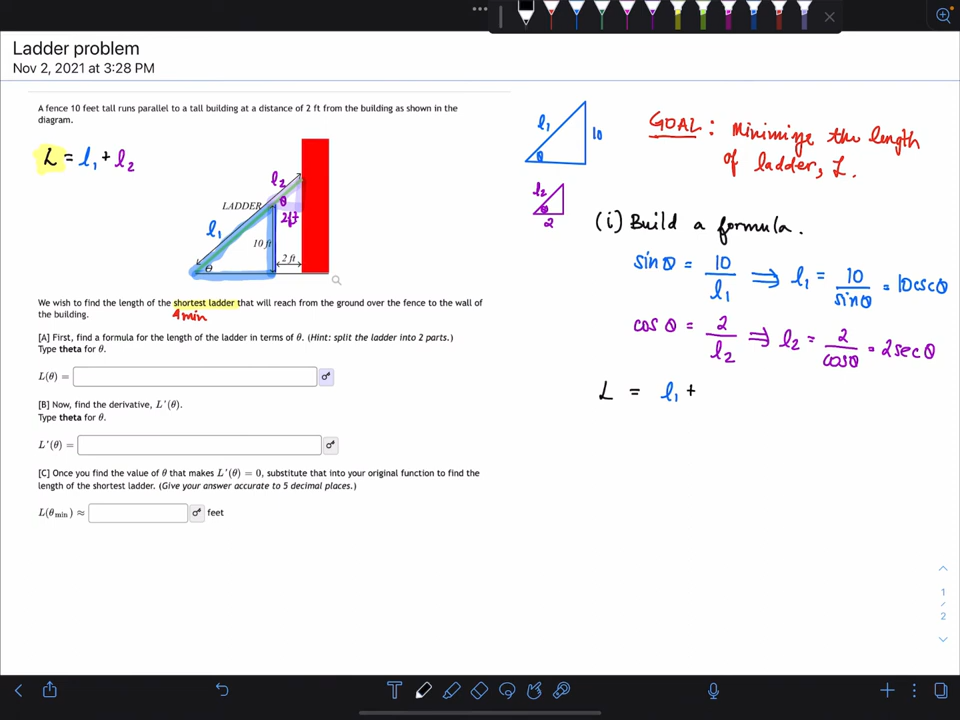 Ladder problem
Nov 2, 2021 at 3:28 PM
A fence 10 feet tall runs parallel to a tall building at a distance of 2 ft from the building as shown in the
diagram.
L = l₁ + l₂
l₂
θ
LADDER
2ft
l₁
10 ft
2 ft
θ
We wish to find the length of the shortest ladder that will reach from the ground over the fence to the wall of
the building.
min
[A] First, find a formula for the length of the ladder in terms of θ. (Hint: split the ladder into 2 parts.)
Type theta for θ.
L(θ) =
[B] Now, find the derivative, L'(θ).
Type theta for θ.
L'(θ) =
[C] Once you find the value of θ that makes L'(θ) = 0, substitute that into your original function to find the
length of the shortest ladder. (Give your answer accurate to 5 decimal places.)
L(θmin) ≈ feet
l₁
10
θ
l₂
θ
2
GOAL: Minimize the length
of ladder, L.
(i) Build a formula.
sin θ = 10/l₁ ⟹ l₁ = 10/sinθ = 10cscθ
cos θ = 2/l₂ ⟹ l₂ = 2/cosθ = 2secθ
L = l₁ +
1
/
2